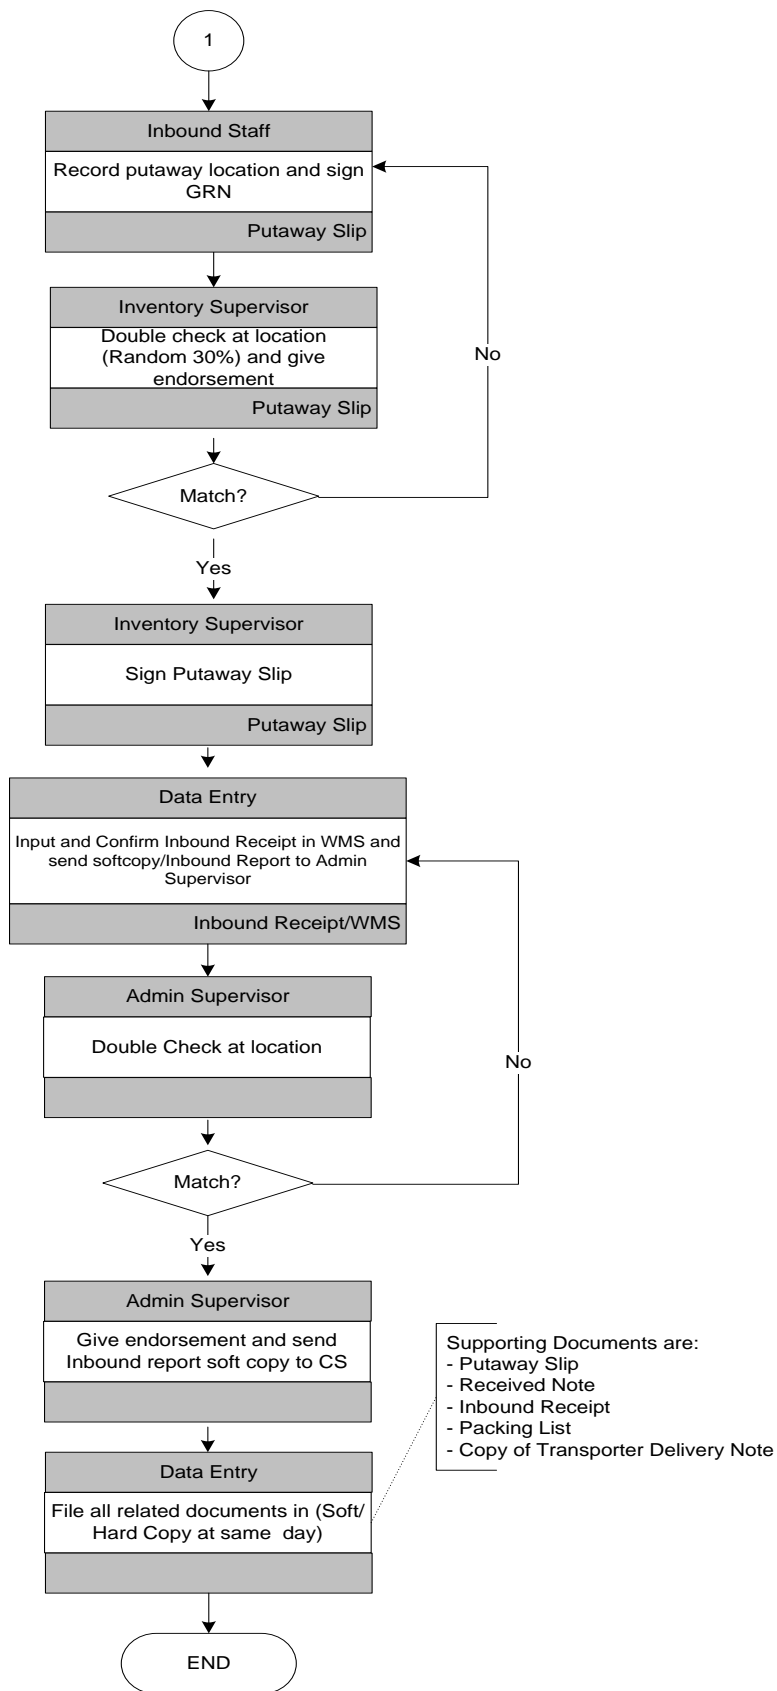 1
Inbound Staff
Record putaway location and sign
GRN
Putaway Slip
Inventory Supervisor
Double check at location
(Random 30%) and give
endorsement
Putaway Slip
No
Match?
Yes
Inventory Supervisor
Sign Putaway Slip
Putaway Slip
Data Entry
Input and Confirm Inbound Receipt in WMS and
send softcopy/Inbound Report to Admin
Supervisor
Inbound Receipt/WMS
Admin Supervisor
Double Check at location
No
Match?
Yes
Admin Supervisor
Give endorsement and send
Inbound report soft copy to CS
Supporting Documents are:
- Putaway Slip
- Received Note
- Inbound Receipt
- Packing List
- Copy of Transporter Delivery Note
Data Entry
File all related documents in (Soft/
Hard Copy at same  day)
END